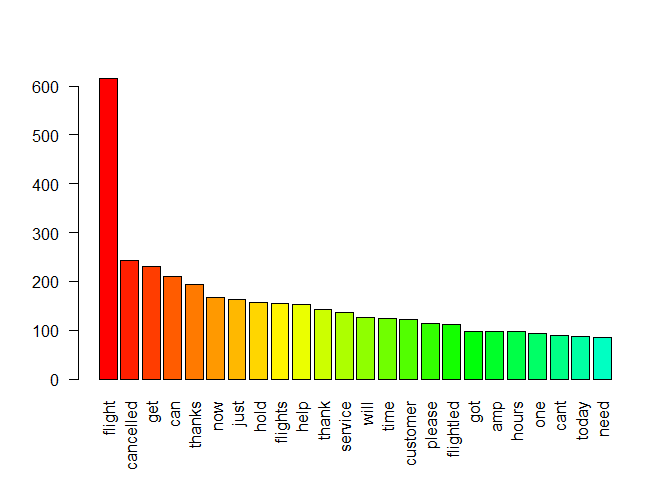 600
500
400
300
200
100
0
flight
cancelled
get
can
thanks
now
just
hold
flights
help
thank
service
will
time
customer
please
flightled
got
amp
hours
one
cant
today
need